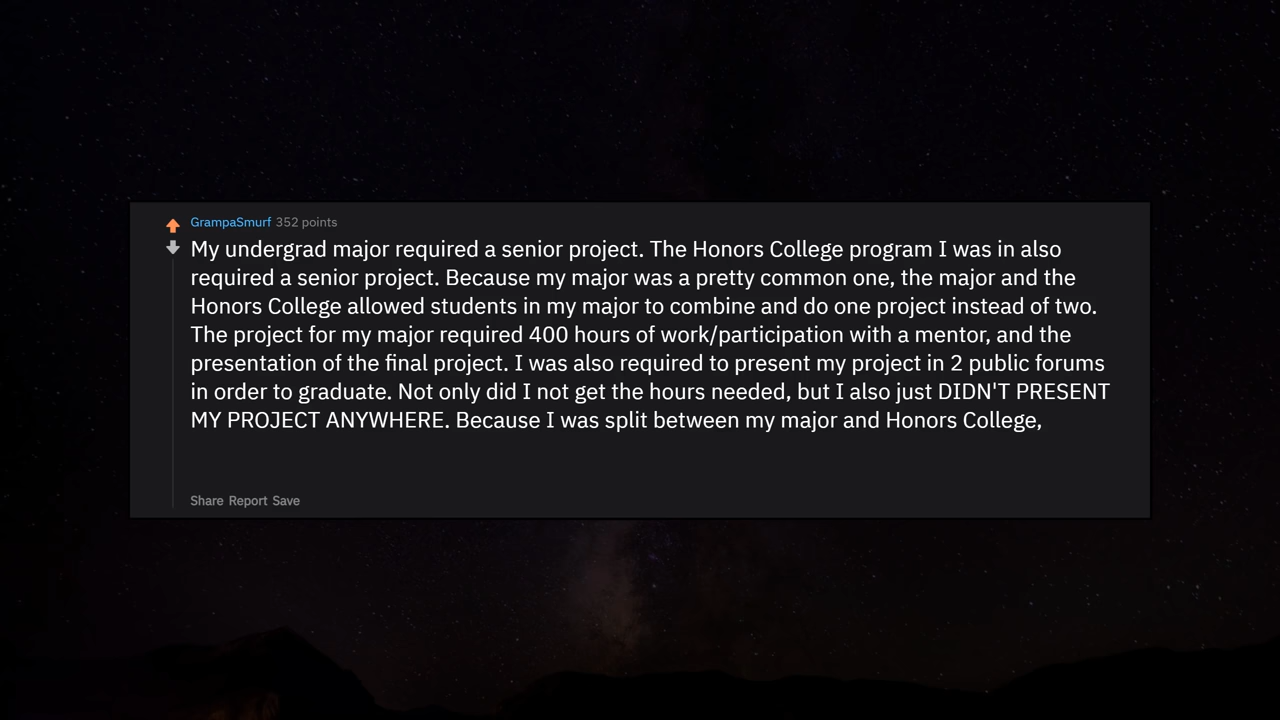 GrampaSmurf 352 points
My undergrad major required a senior project. The Honors College program I was in also
required a senior project. Because my major was a pretty common one, the major and the
Honors College allowed students in my major to combine and do one project instead of two.
The project for my major required 400 hours of work/participation with a mentor, and the
presentation of the final project. I was also required to present my project in 2 public forums
in order to graduate. Not only did I not get the hours needed, but I also just DIDN'T PRESENT
MY PROJECT ANYWHERE. Because I was split between my major and Honors College,
Share Report Save